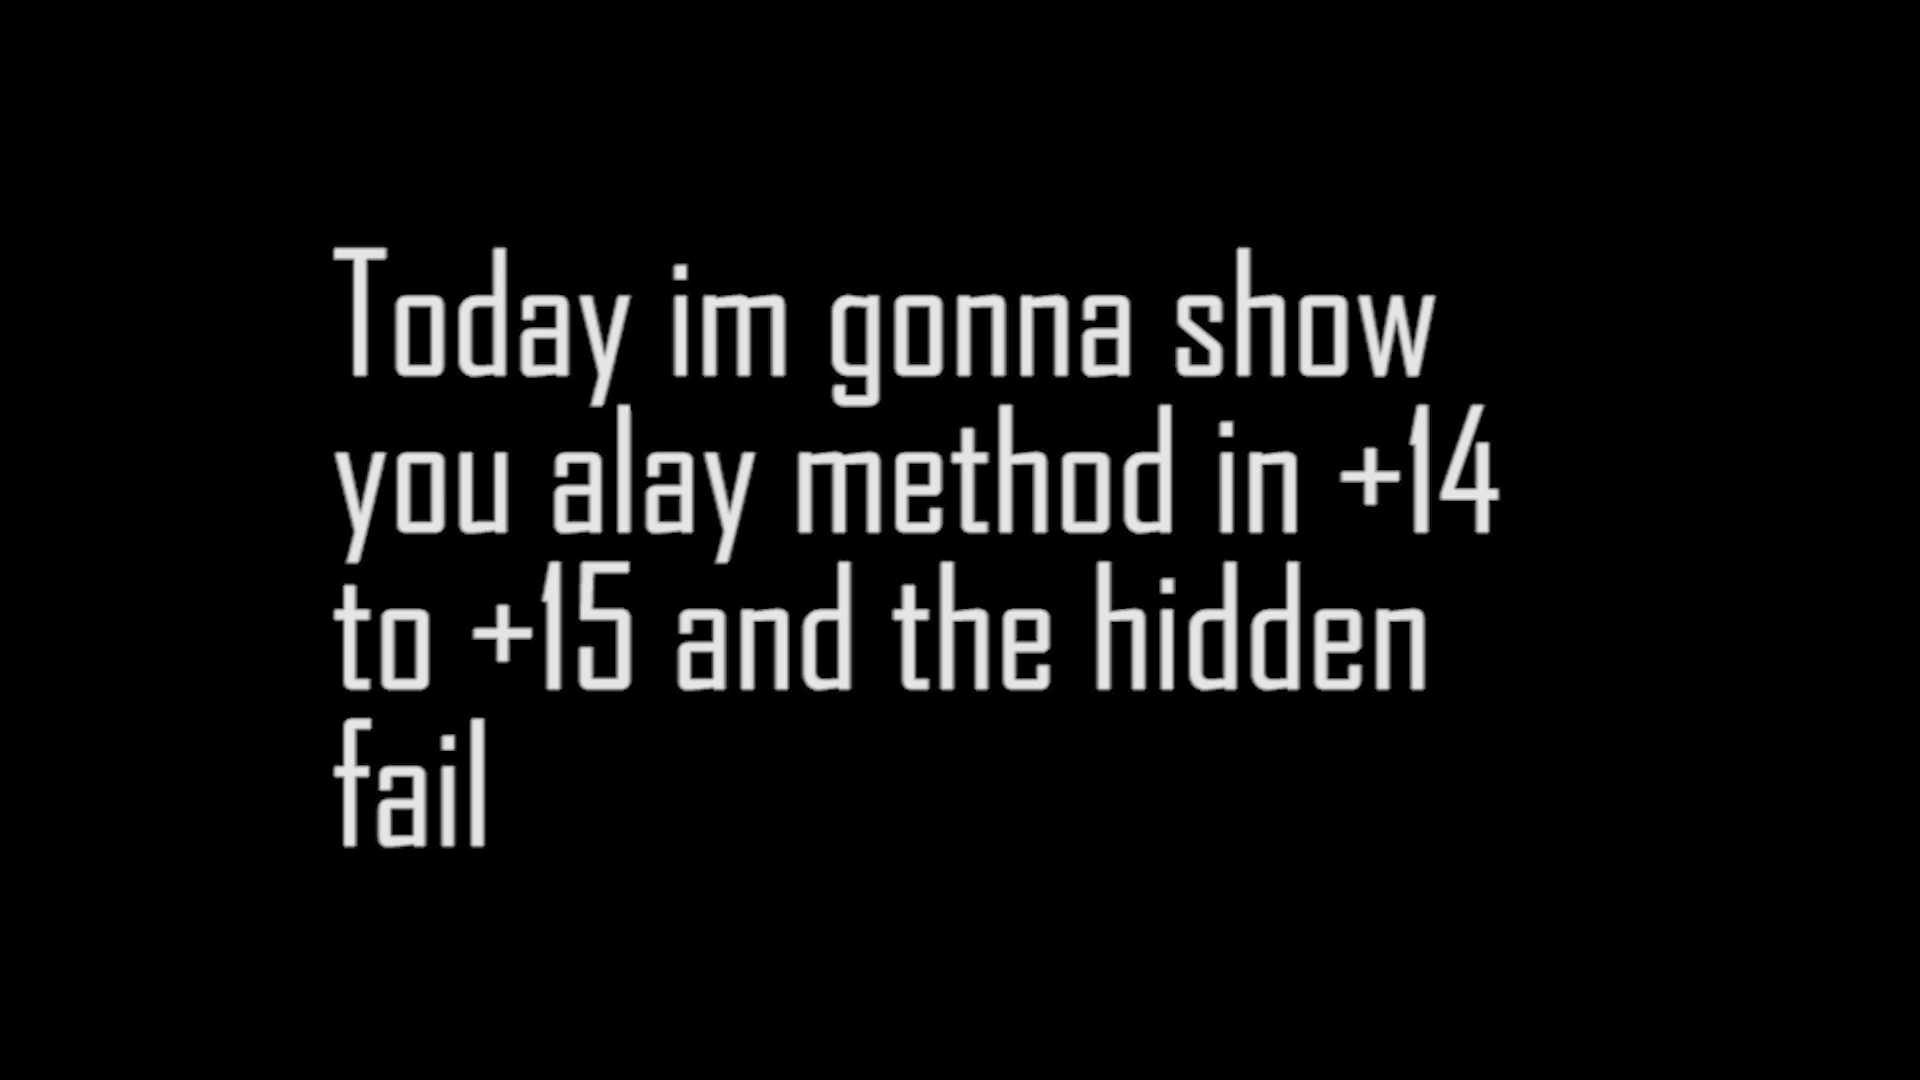 Today im gonna show
you alay method in +14
to +15 and the hidden
fail